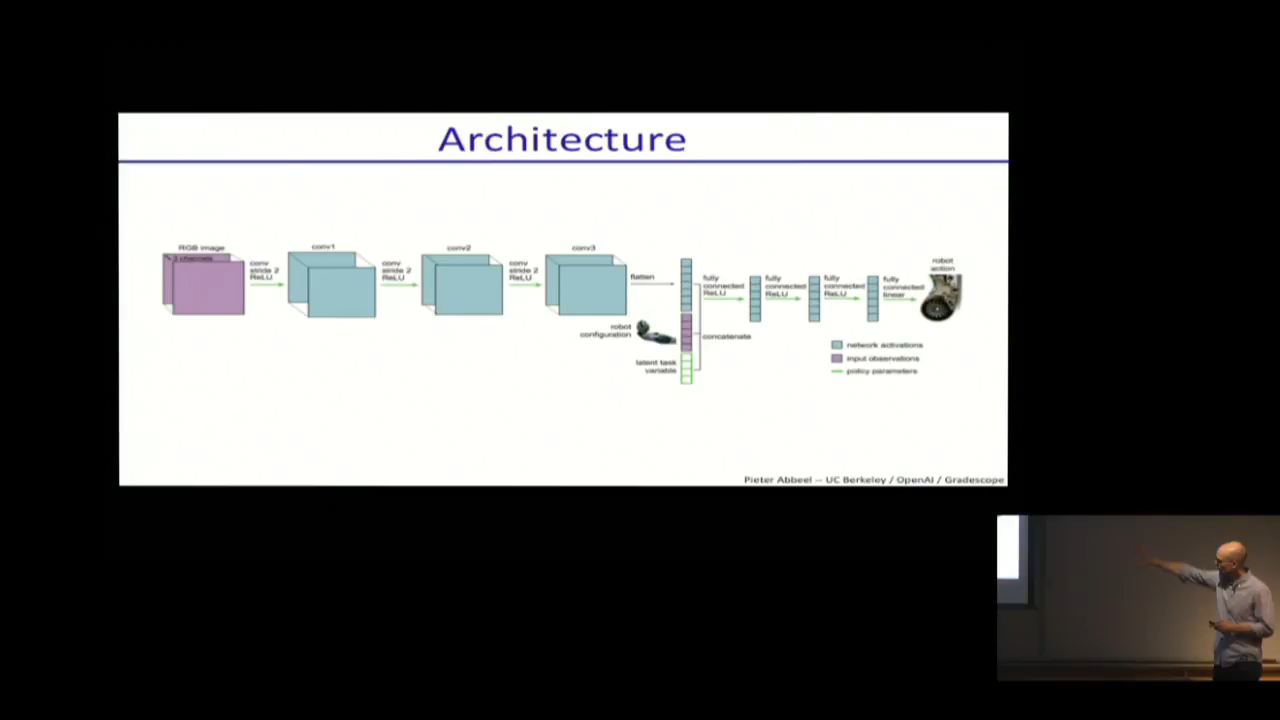 Architecture
RGB image
3 channels
conv
stride 2
ReLU
conv1
conv
stride 2
ReLU
conv2
conv
stride 2
ReLU
conv3
flatten
robot
configuration
latent task
variable
concatenate
fully
connected
ReLU
fully
connected
ReLU
fully
connected
ReLU
fully
connected
linear
robot
action
network activations
input observations
policy parameters
Pieter Abbeel -- UC Berkeley / OpenAI / Gradescope